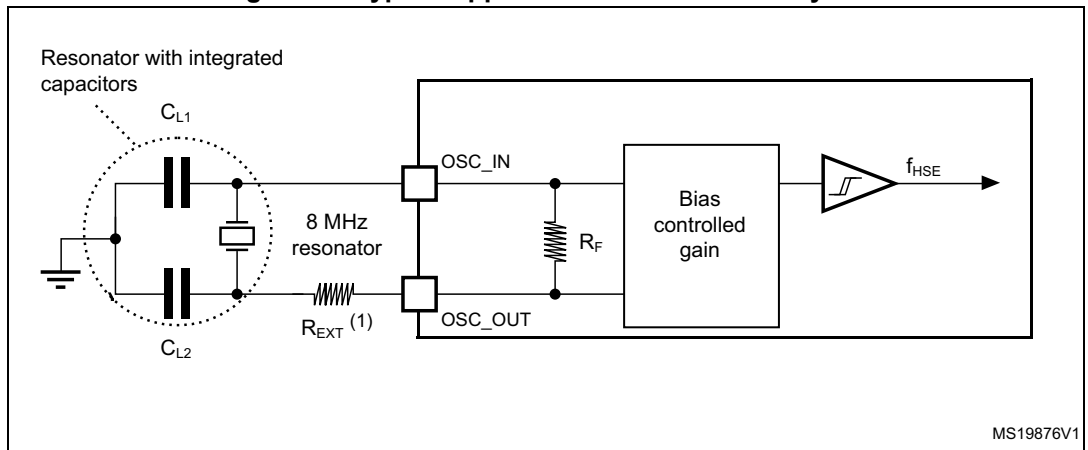 Resonator with integrated
capacitors
CL1
OSC_IN
fHSE
8 MHz
resonator
RF
Bias
controlled
gain
REXT (1)
OSC_OUT
CL2
MS19876V1